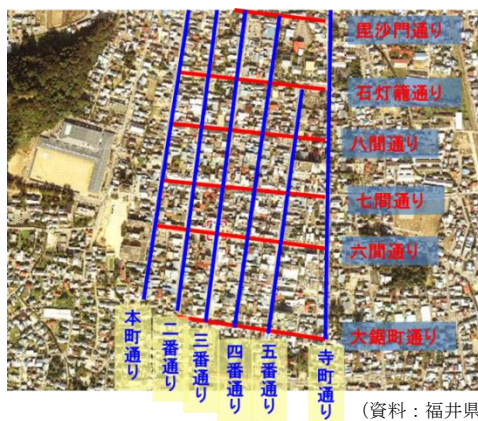 毘沙門通り
石灯籠通り
八間通り
七間通り
六間通り
大鋸町通り
本町通り
二番通り
三番通り
四番通り
五番通り
寺町通り
（資料：福井県